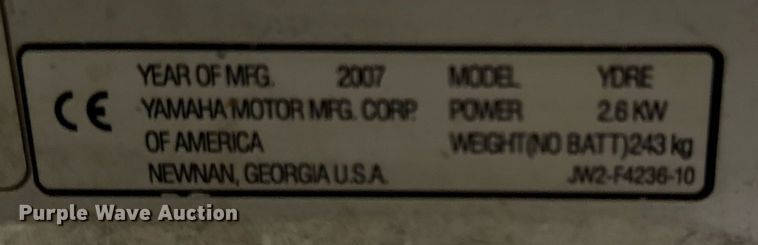 CE
YEAR OF MFG. 2007 MODEL YDRE
YAMAHA MOTOR MFG. CORP. POWER 2.6 KW
OF AMERICA WEIGHT(NO BATT)243 kg
NEWNAN, GEORGIA U.S.A. JW2-F4236-10
Purple Wave Auction